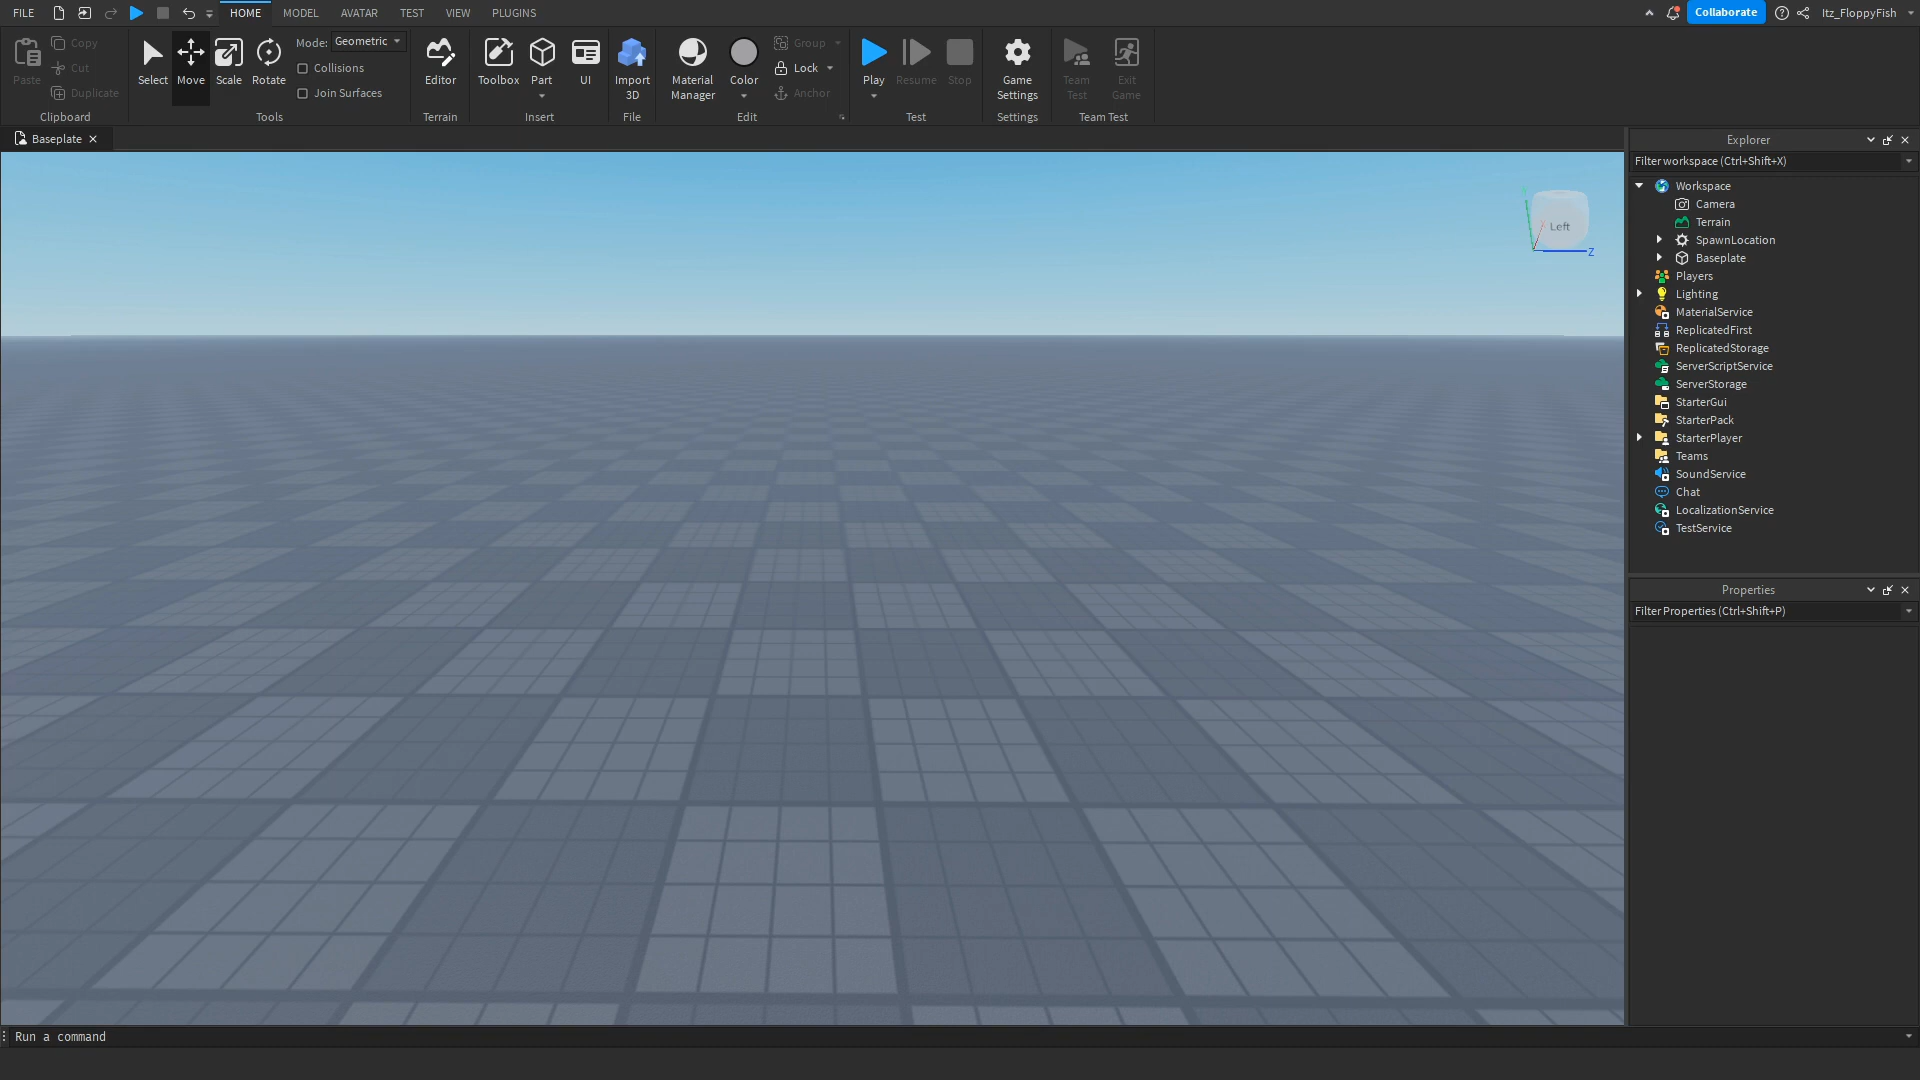 FILE HOME MODEL AVATAR TEST VIEW PLUGINS Collaborate Itz_FloppyFish
Paste Copy Cut Duplicate
Clipboard
Select Move Scale Rotate
Mode: Geometric
Collisions
Join Surfaces
Tools
Editor
Terrain
Toolbox Part UI
Insert
Import 3D
File
Material Manager Color
Group
Lock
Anchor
Edit
Play Resume Stop
Test
Game Settings
Settings
Team Test Exit Game
Team Test
Baseplate
Left
Z
Explorer
Filter workspace (Ctrl+Shift+X)
Workspace
Camera
Terrain
SpawnLocation
Baseplate
Players
Lighting
MaterialService
ReplicatedFirst
ReplicatedStorage
ServerScriptService
ServerStorage
StarterGui
StarterPack
StarterPlayer
Teams
SoundService
Chat
LocalizationService
TestService
Properties
Filter Properties (Ctrl+Shift+P)
Run a command